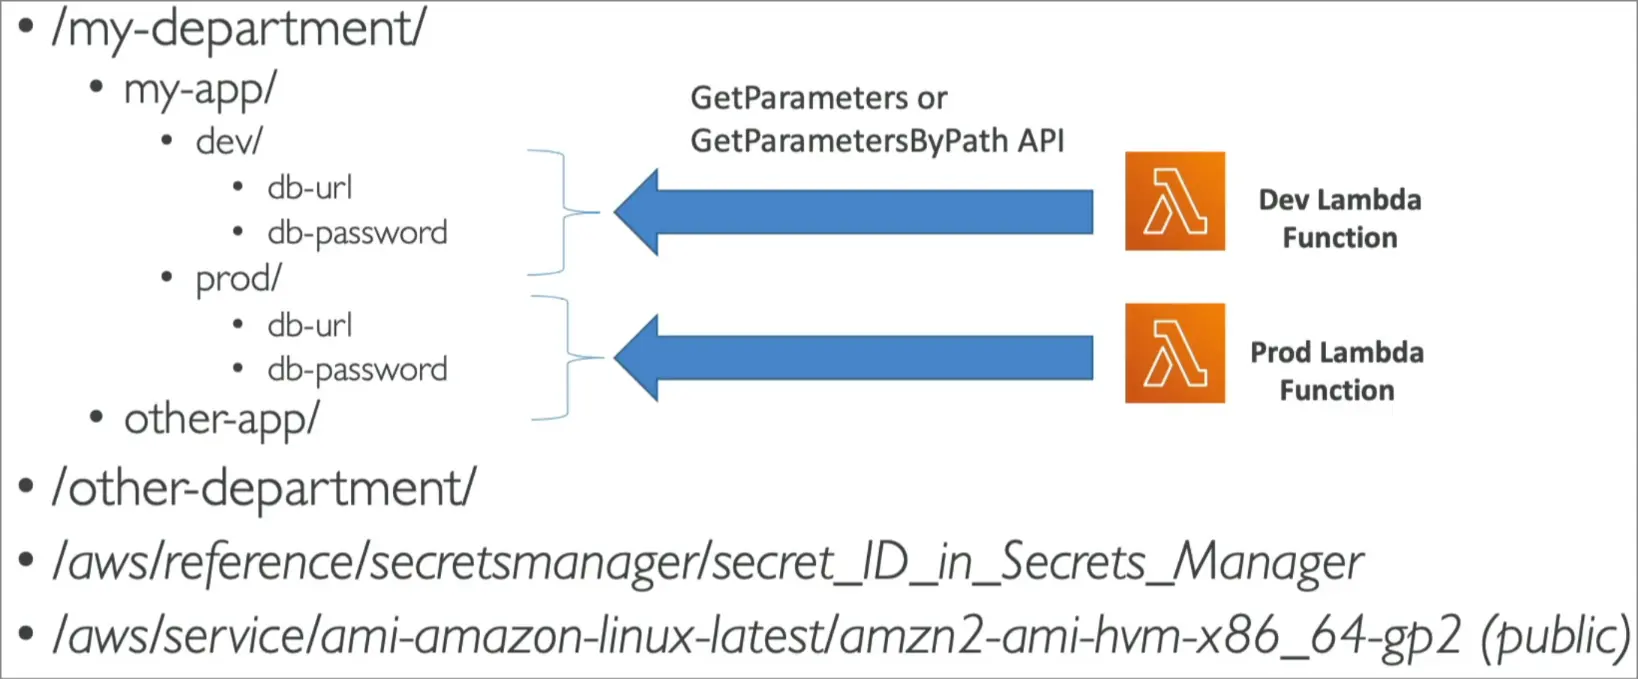 • /my-department/
• my-app/
• dev/
• db-url
• db-password
• prod/
• db-url
• db-password
• other-app/
• /other-department/
• /aws/reference/secretsmanager/secret_ID_in_Secrets_Manager
• /aws/service/ami-amazon-linux-latest/amzn2-ami-hvm-x86_64-gp2 (public)
GetParameters or
GetParametersByPath API
Dev Lambda
Function
Prod Lambda
Function